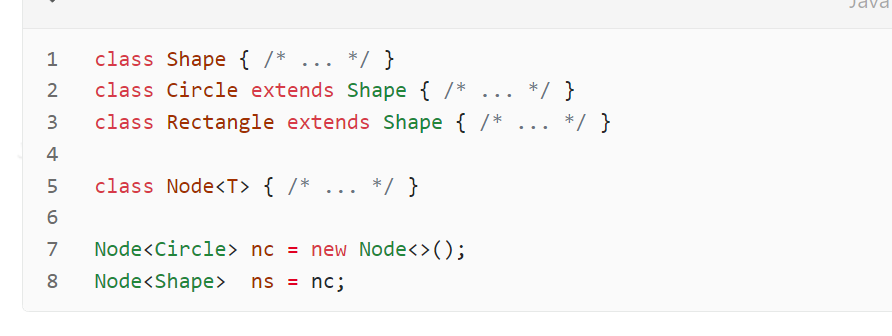 Java
1 class Shape { /* ... */ }
2 class Circle extends Shape { /* ... */ }
3 class Rectangle extends Shape { /* ... */ }
4
5 class Node<T> { /* ... */ }
6
7 Node<Circle> nc = new Node<>();
8 Node<Shape>  ns = nc;